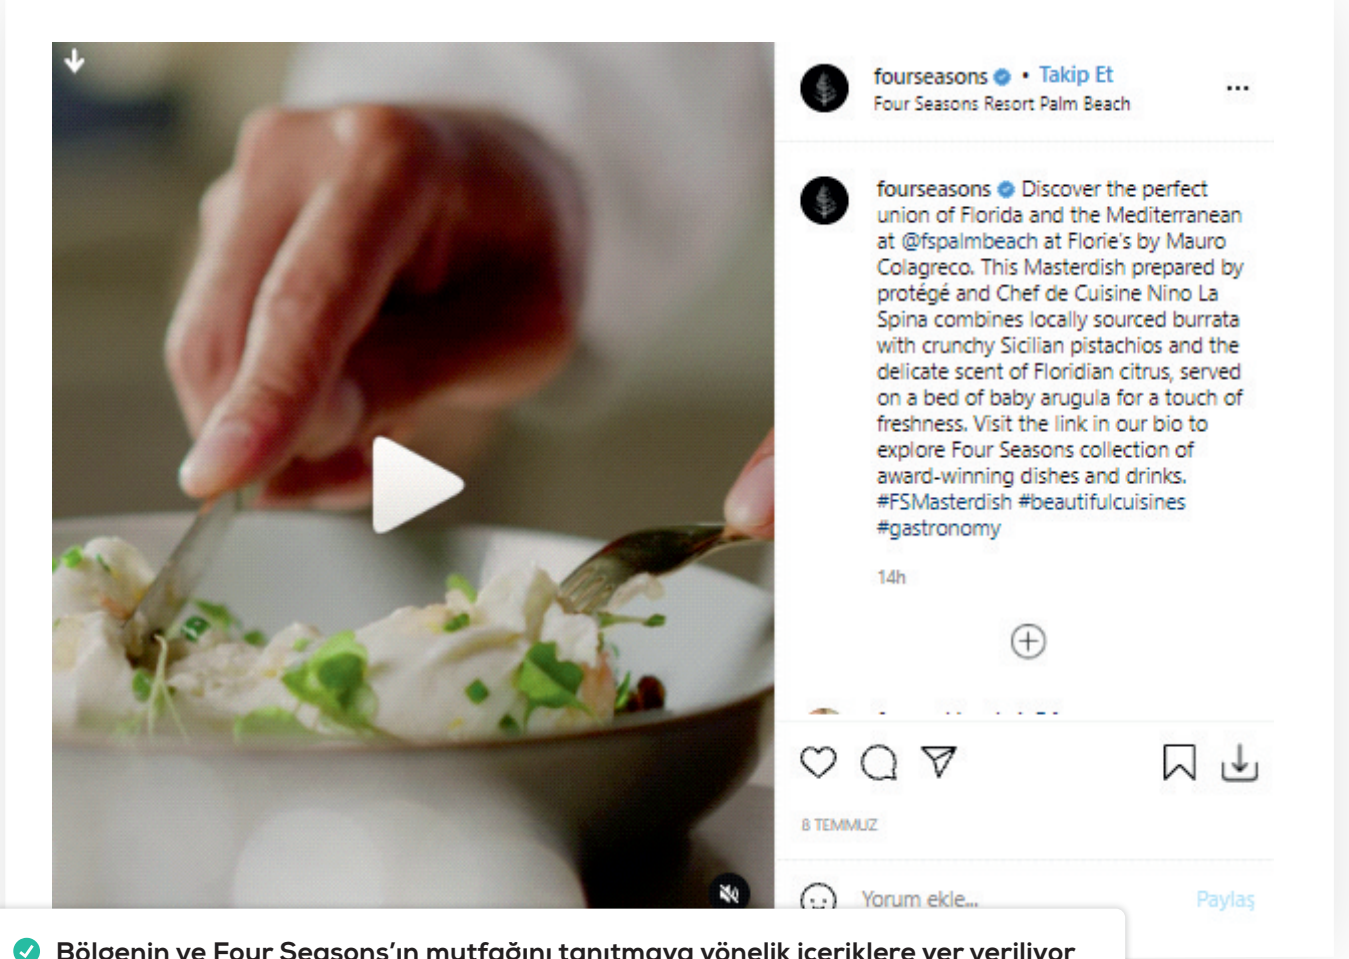 fourseasons • Takip Et
Four Seasons Resort Palm Beach
fourseasons Discover the perfect
union of Florida and the Mediterranean
at @fspalmbeach at Florie's by Mauro
Colagreco. This Masterdish prepared by
protégé and Chef de Cuisine Nino La
Spina combines locally sourced burrata
with crunchy Sicilian pistachios and the
delicate scent of Floridian citrus, served
on a bed of baby arugula for a touch of
freshness. Visit the link in our bio to
explore Four Seasons collection of
award-winning dishes and drinks.
#FSMasterdish #beautifulcuisines
#gastronomy
14h
8 TEMMUZ
Yorum ekle...
Paylaş
Bölgenin ve Four Seasons'ın mutfağını tanıtmaya yönelik içeriklere yer veriliyor